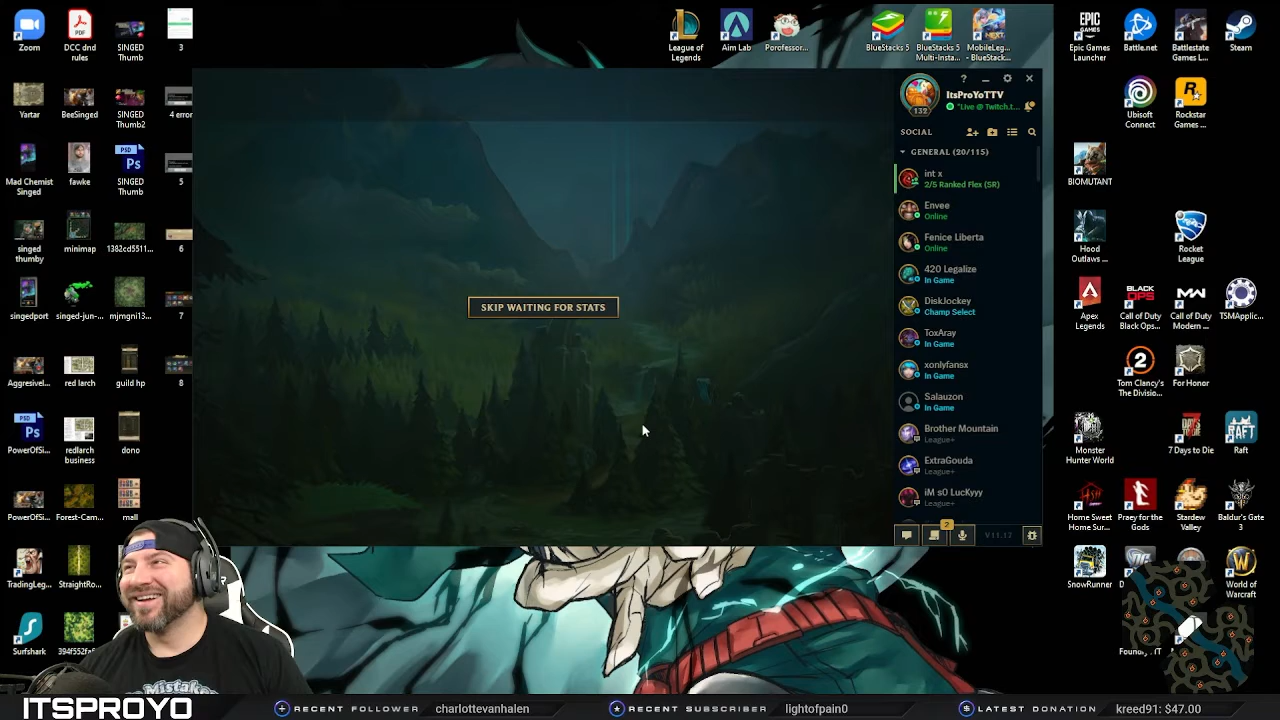 Zoom
DCC dnd
rules
SINGED
Thumb
3
League of
Legends
Aim Lab
Porofessor...
BlueStacks 5
BlueStacks 5
Multi-Insta...
MobileLeg...
- BlueStack...
Epic Games
Launcher
Battle.net
Battlestate
Games L...
Steam
Yartar
BeeSinged
SINGED
Thumb2
4 error
Ubisoft
Connect
Rockstar
Games ...
Mad Chemist
Singed
fawke
SINGED
Thumb
5
BIOMUTANT
singed
thumby
minimap
1382cd5511...
6
Hood
Outlaws ...
Rocket
League
singedport
singed-jun-...
mjmgni13...
7
Apex
Legends
Call of Duty
Black Ops...
Call of Duty
Modern ...
TSMApplic...
Aggresivel...
red larch
guild hp
8
Tom Clancy's
The Divisio...
For Honor
PowerOfSi...
redlarch
business
dono
Monster
Hunter World
7 Days to Die
Raft
PowerOfSi...
Forest-Cam...
mall
Home Sweet
Home Sur...
Praey for the
Gods
Stardew
Valley
Baldur's Gate
3
TradingLeg...
StraightRo...
SnowRunner
World of
Warcraft
Surfshark
394f552fa...
132
ItsProYoTTV
"Live @ Twitch.t...
SOCIAL
GENERAL (20/115)
int x
2/5 Ranked Flex (SR)
Envee
Online
Fenice Liberta
Online
420 Legalize
In Game
DiskJockey
Champ Select
ToxAray
In Game
xonlyfansx
In Game
Salauzon
In Game
Brother Mountain
League+
ExtraGouda
League+
iM s0 LucKyyy
League+
2
V11.12
SKIP WAITING FOR STATS
Mistake
ITSPROYO
RECENT FOLLOWER
charlottevanhalen
RECENT SUBSCRIBER
lightofpain0
LATEST DONATION
kreed91: $47.00